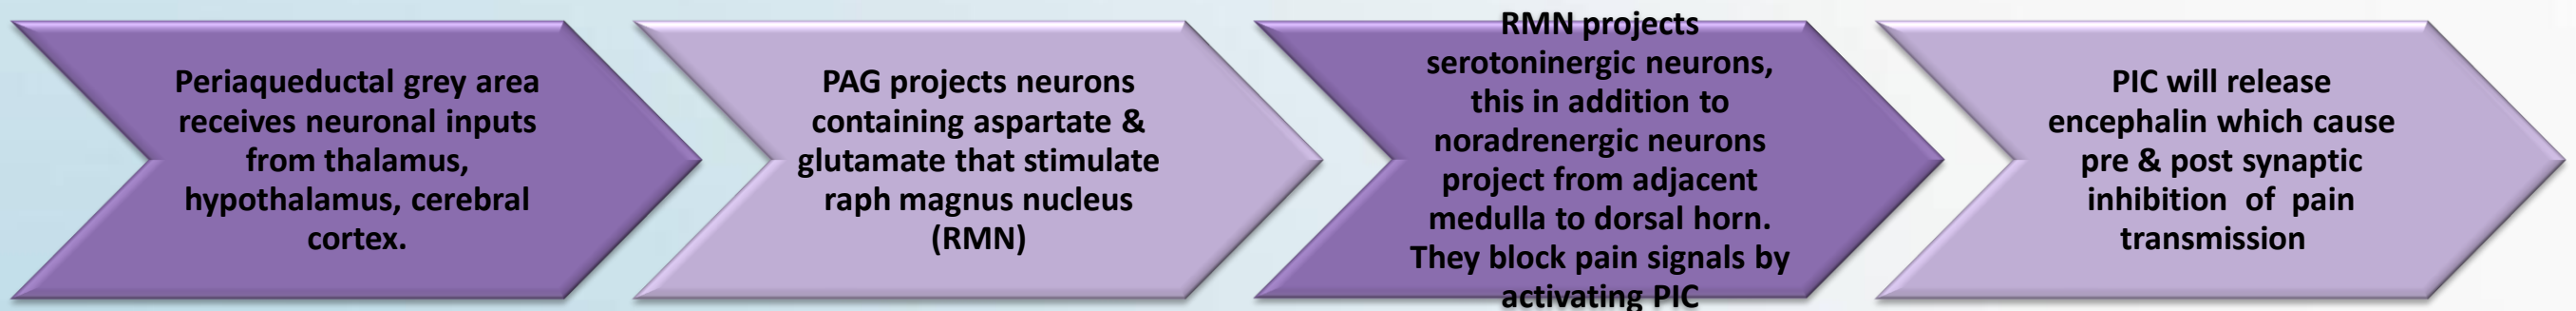 Periaqueductal grey area
receives neuronal inputs
from thalamus,
hypothalamus, cerebral
cortex.
PAG projects neurons
containing aspartate &
glutamate that stimulate
raph magnus nucleus
(RMN)
RMN projects
serotoninergic neurons,
this in addition to
noradrenergic neurons
project from adjacent
medulla to dorsal horn.
They block pain signals by
activating PIC
PIC will release
encephalin which cause
pre & post synaptic
inhibition of pain
transmission